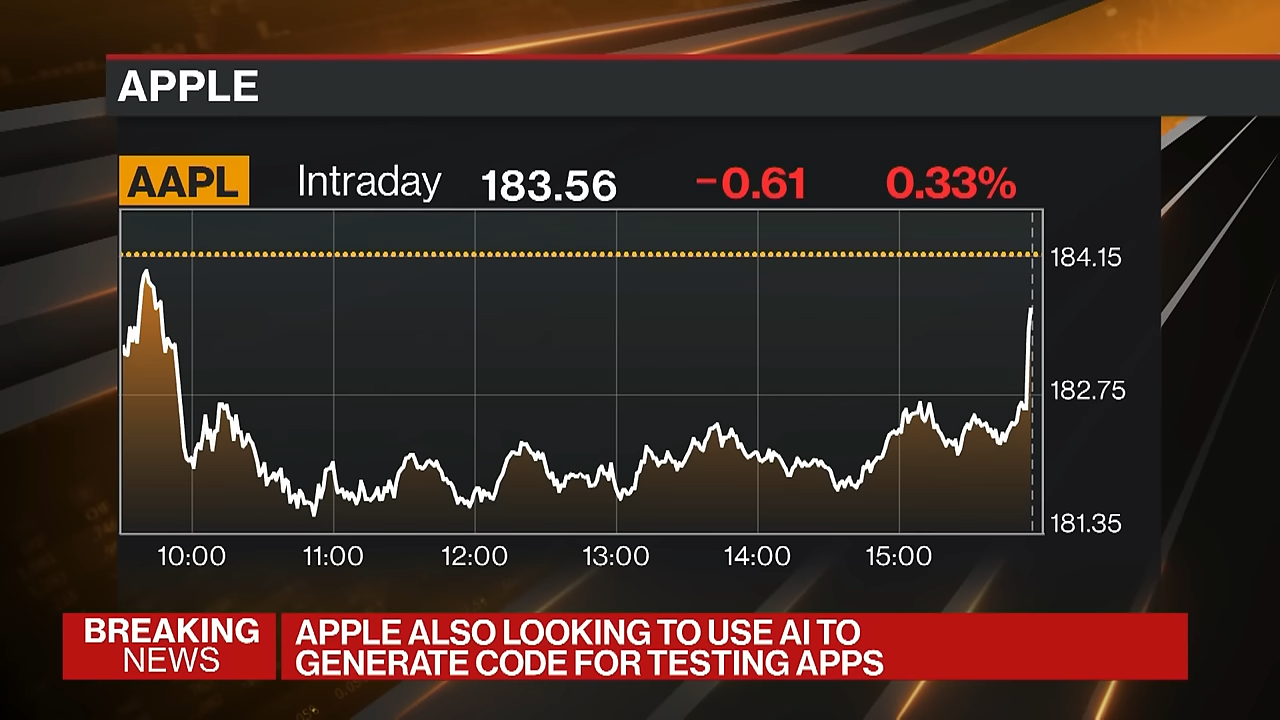 APPLE
AAPL Intraday 183.56 −0.61 0.33%
184.15
182.75
181.35
10:00 11:00 12:00 13:00 14:00 15:00
BREAKING
NEWS
APPLE ALSO LOOKING TO USE AI TO
GENERATE CODE FOR TESTING APPS